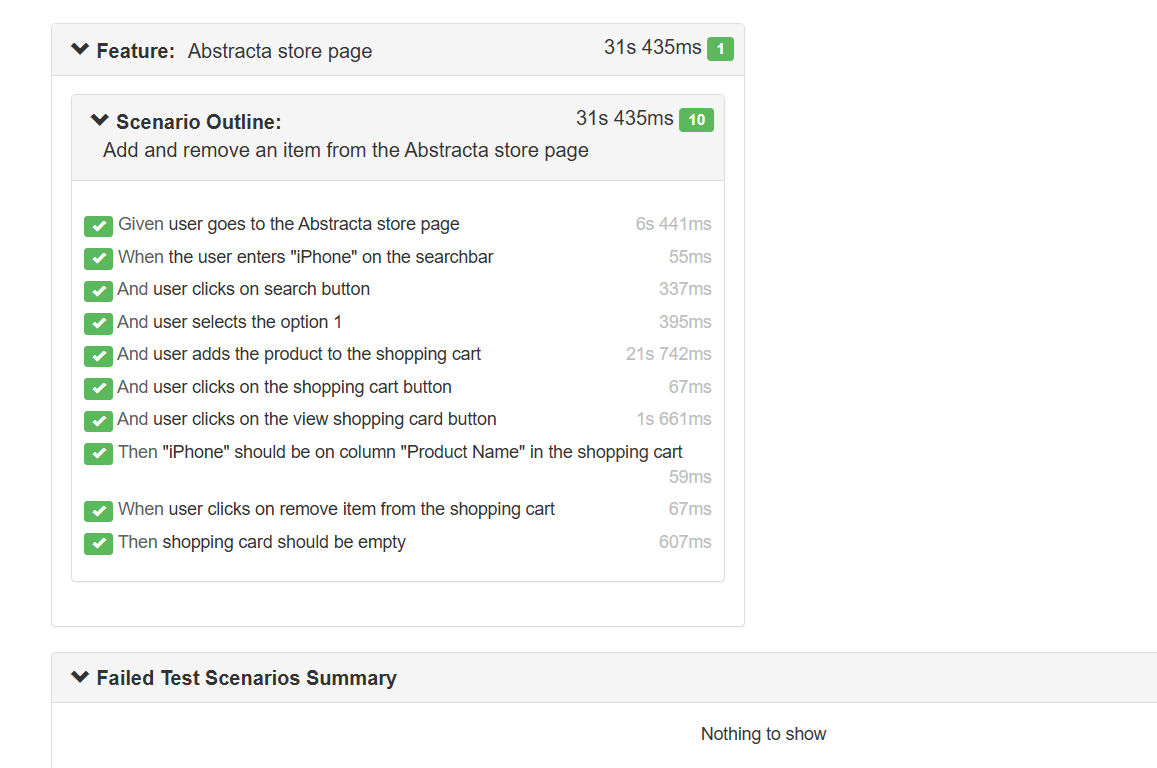 Feature: Abstracta store page 31s 435ms 1
Scenario Outline: 31s 435ms 10
Add and remove an item from the Abstracta store page
Given user goes to the Abstracta store page 6s 441ms
When the user enters "iPhone" on the searchbar 55ms
And user clicks on search button 337ms
And user selects the option 1 395ms
And user adds the product to the shopping cart 21s 742ms
And user clicks on the shopping cart button 67ms
And user clicks on the view shopping card button 1s 661ms
Then "iPhone" should be on column "Product Name" in the shopping cart
59ms
When user clicks on remove item from the shopping cart 67ms
Then shopping card should be empty 607ms
Failed Test Scenarios Summary
Nothing to show